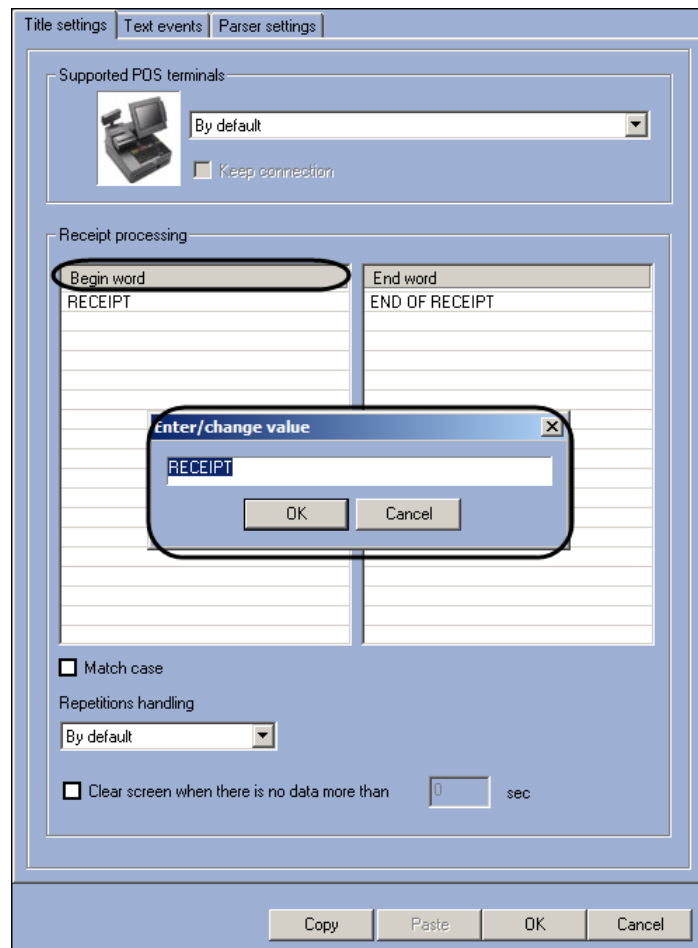 Title settings Text events Parser settings
Supported POS terminals
By default
Keep connection
Receipt processing
Begin word End word
RECEIPT END OF RECEIPT
Enter/change value
RECEIPT
OK Cancel
Match case
Repetitions handling
By default
Clear screen when there is no data more than 0 sec
Copy Paste OK Cancel